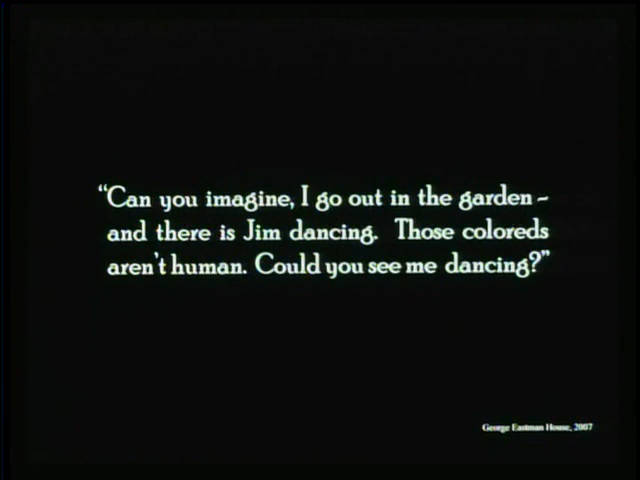 “Can you imagine, I go out in the garden -
and there is Jim dancing. Those coloreds
aren't human. Could you see me dancing?”
George Eastman House, 2007